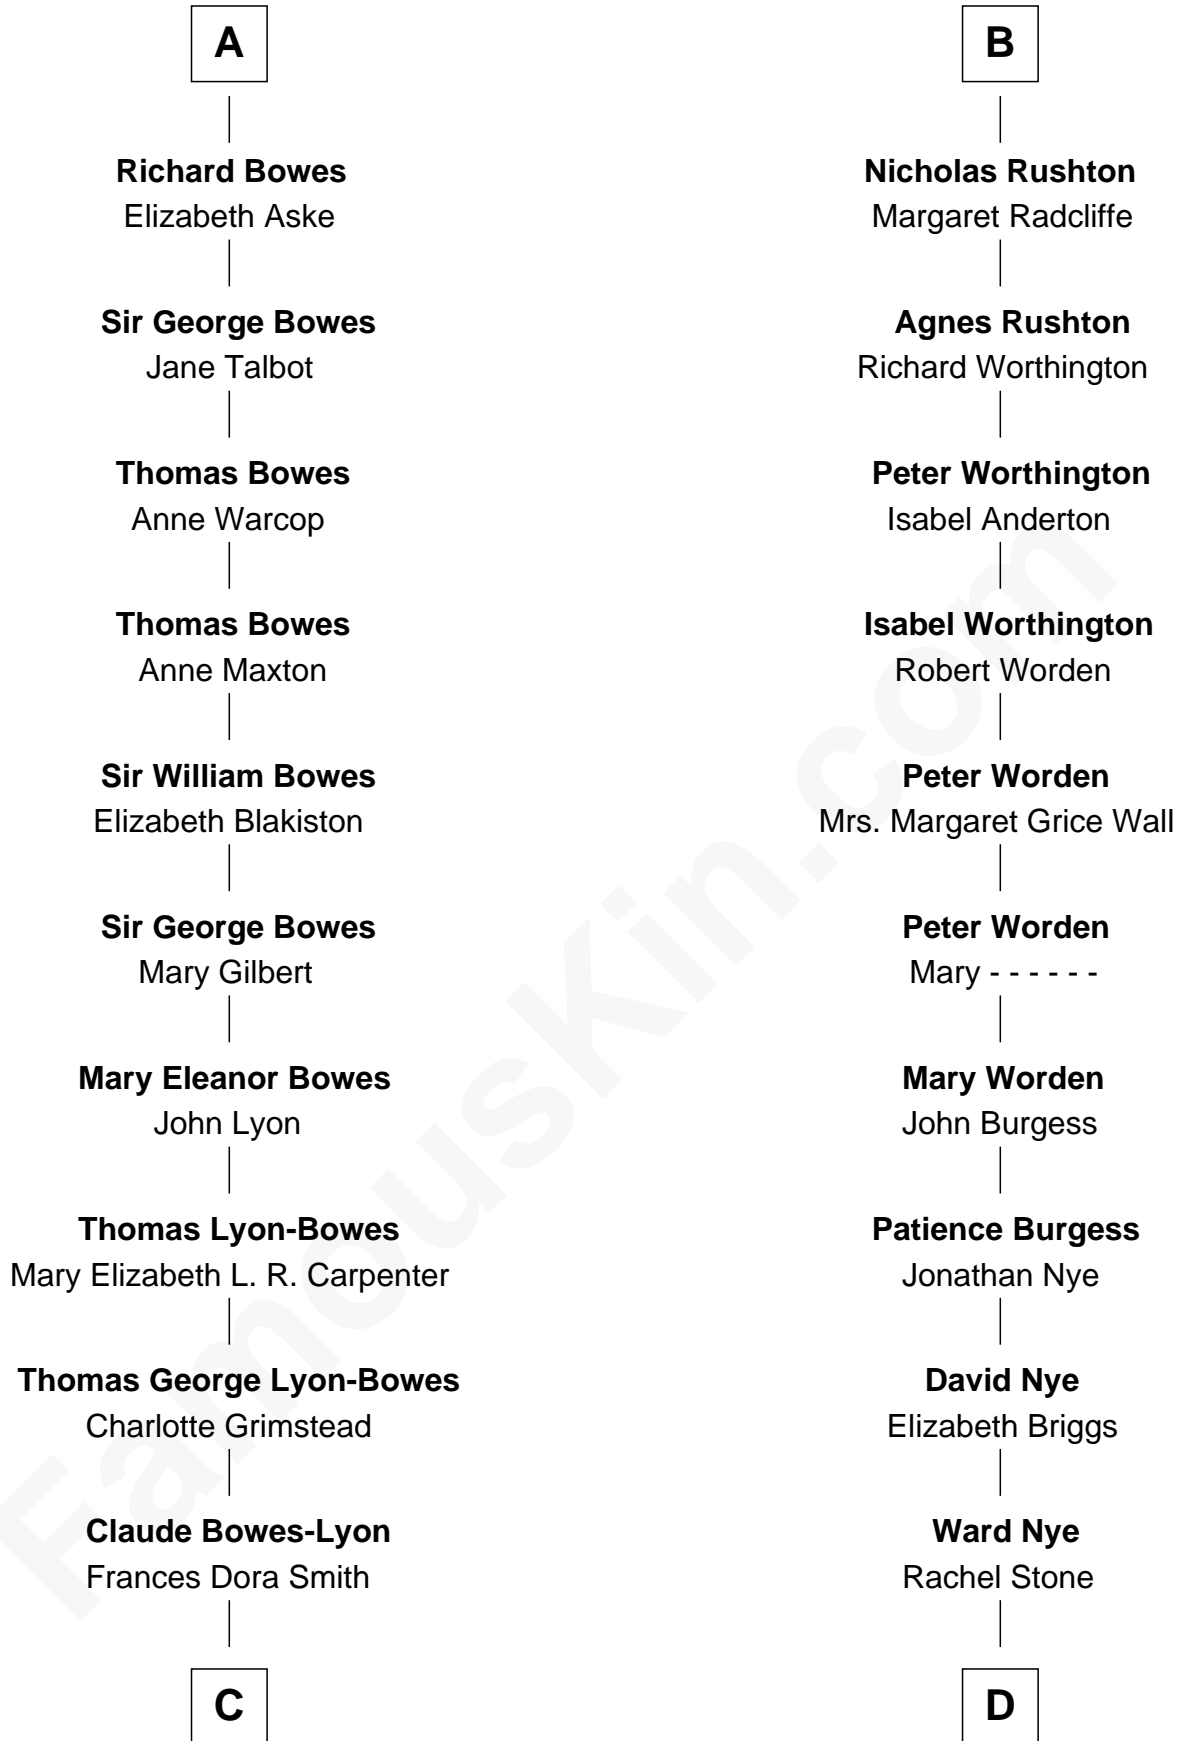 A
Richard Bowes
Elizabeth Aske
Sir George Bowes
Jane Talbot
Thomas Bowes
Anne Warcop
Thomas Bowes
Anne Maxton
Sir William Bowes
Elizabeth Blakiston
Sir George Bowes
Mary Gilbert
Mary Eleanor Bowes
John Lyon
Thomas Lyon-Bowes
Mary Elizabeth L. R. Carpenter
Thomas George Lyon-Bowes
Charlotte Grimstead
Claude Bowes-Lyon
Frances Dora Smith
C
B
Nicholas Rushton
Margaret Radcliffe
Agnes Rushton
Richard Worthington
Peter Worthington
Isabel Anderton
Isabel Worthington
Robert Worden
Peter Worden
Mrs. Margaret Grice Wall
Peter Worden
Mary - - - - - -
Mary Worden
John Burgess
Patience Burgess
Jonathan Nye
David Nye
Elizabeth Briggs
Ward Nye
Rachel Stone
D
FamousKin.com